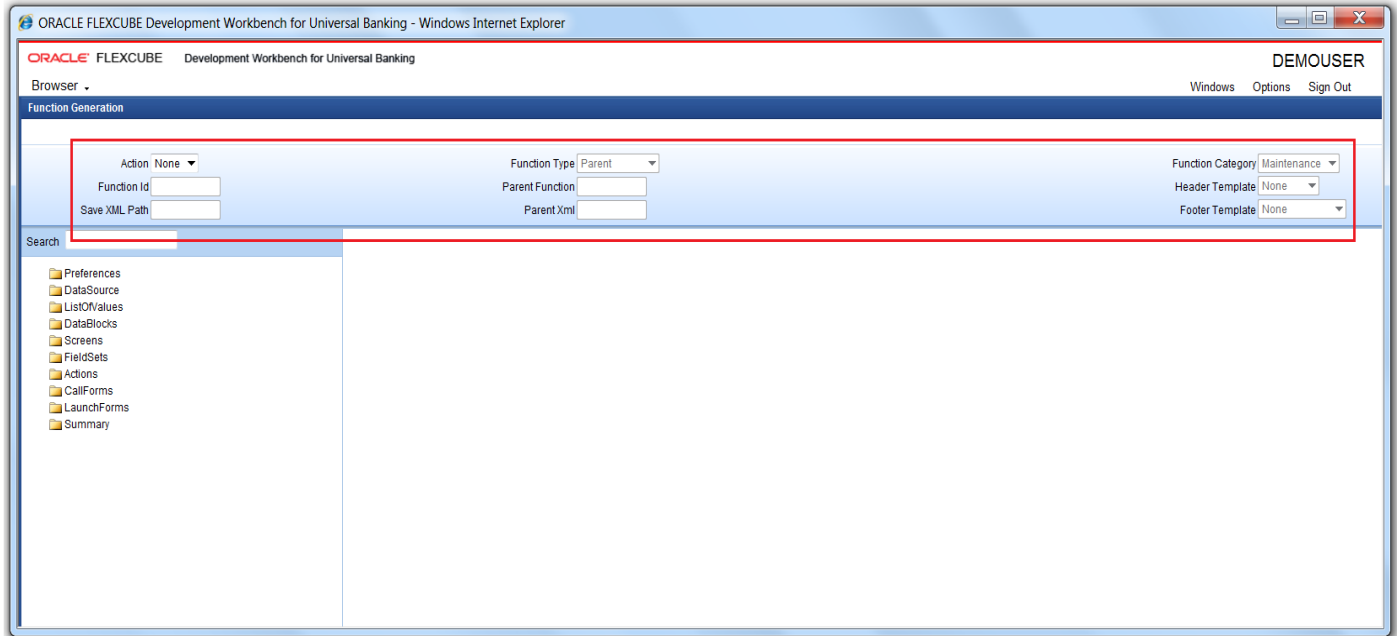 ORACLE FLEXCUBE Development Workbench for Universal Banking - Windows Internet Explorer
ORACLE FLEXCUBE Development Workbench for Universal Banking
DEMOUSER
Browser
Windows Options Sign Out
Function Generation
Action None Function Type Parent Function Category Maintenance
Function Id Parent Function Header Template None
Save XML Path Parent Xml Footer Template None
Search
Preferences
DataSource
ListOfValues
DataBlocks
Screens
FieldSets
Actions
CallForms
LaunchForms
Summary